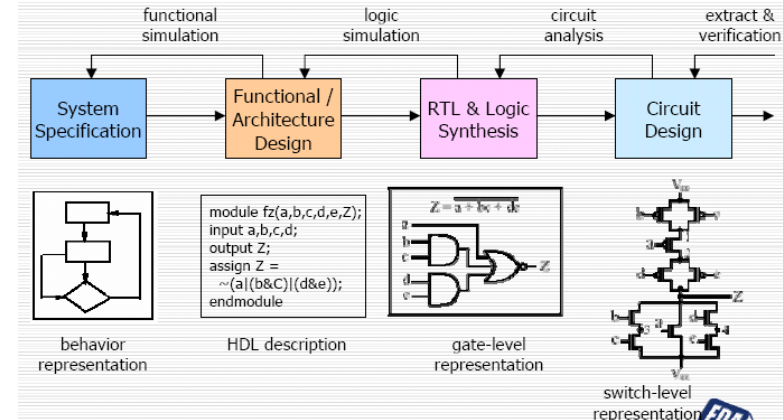 functional
simulation
logic
simulation
circuit
analysis
extract &
verification
System
Specification
Functional /
Architecture
Design
RTL & Logic
Synthesis
Circuit
Design
module fz(a,b,c,d,e,Z);
input a,b,c,d;
output Z;
assign Z =
~(a|(b&C)|(d&e));
endmodule
Z = a + bc + de
a
b
c
d
e
Z
b
c
a
d
e
Z
b
c
a
d
e
behavior
representation
HDL description
gate-level
representation
switch-level
representation
EDA